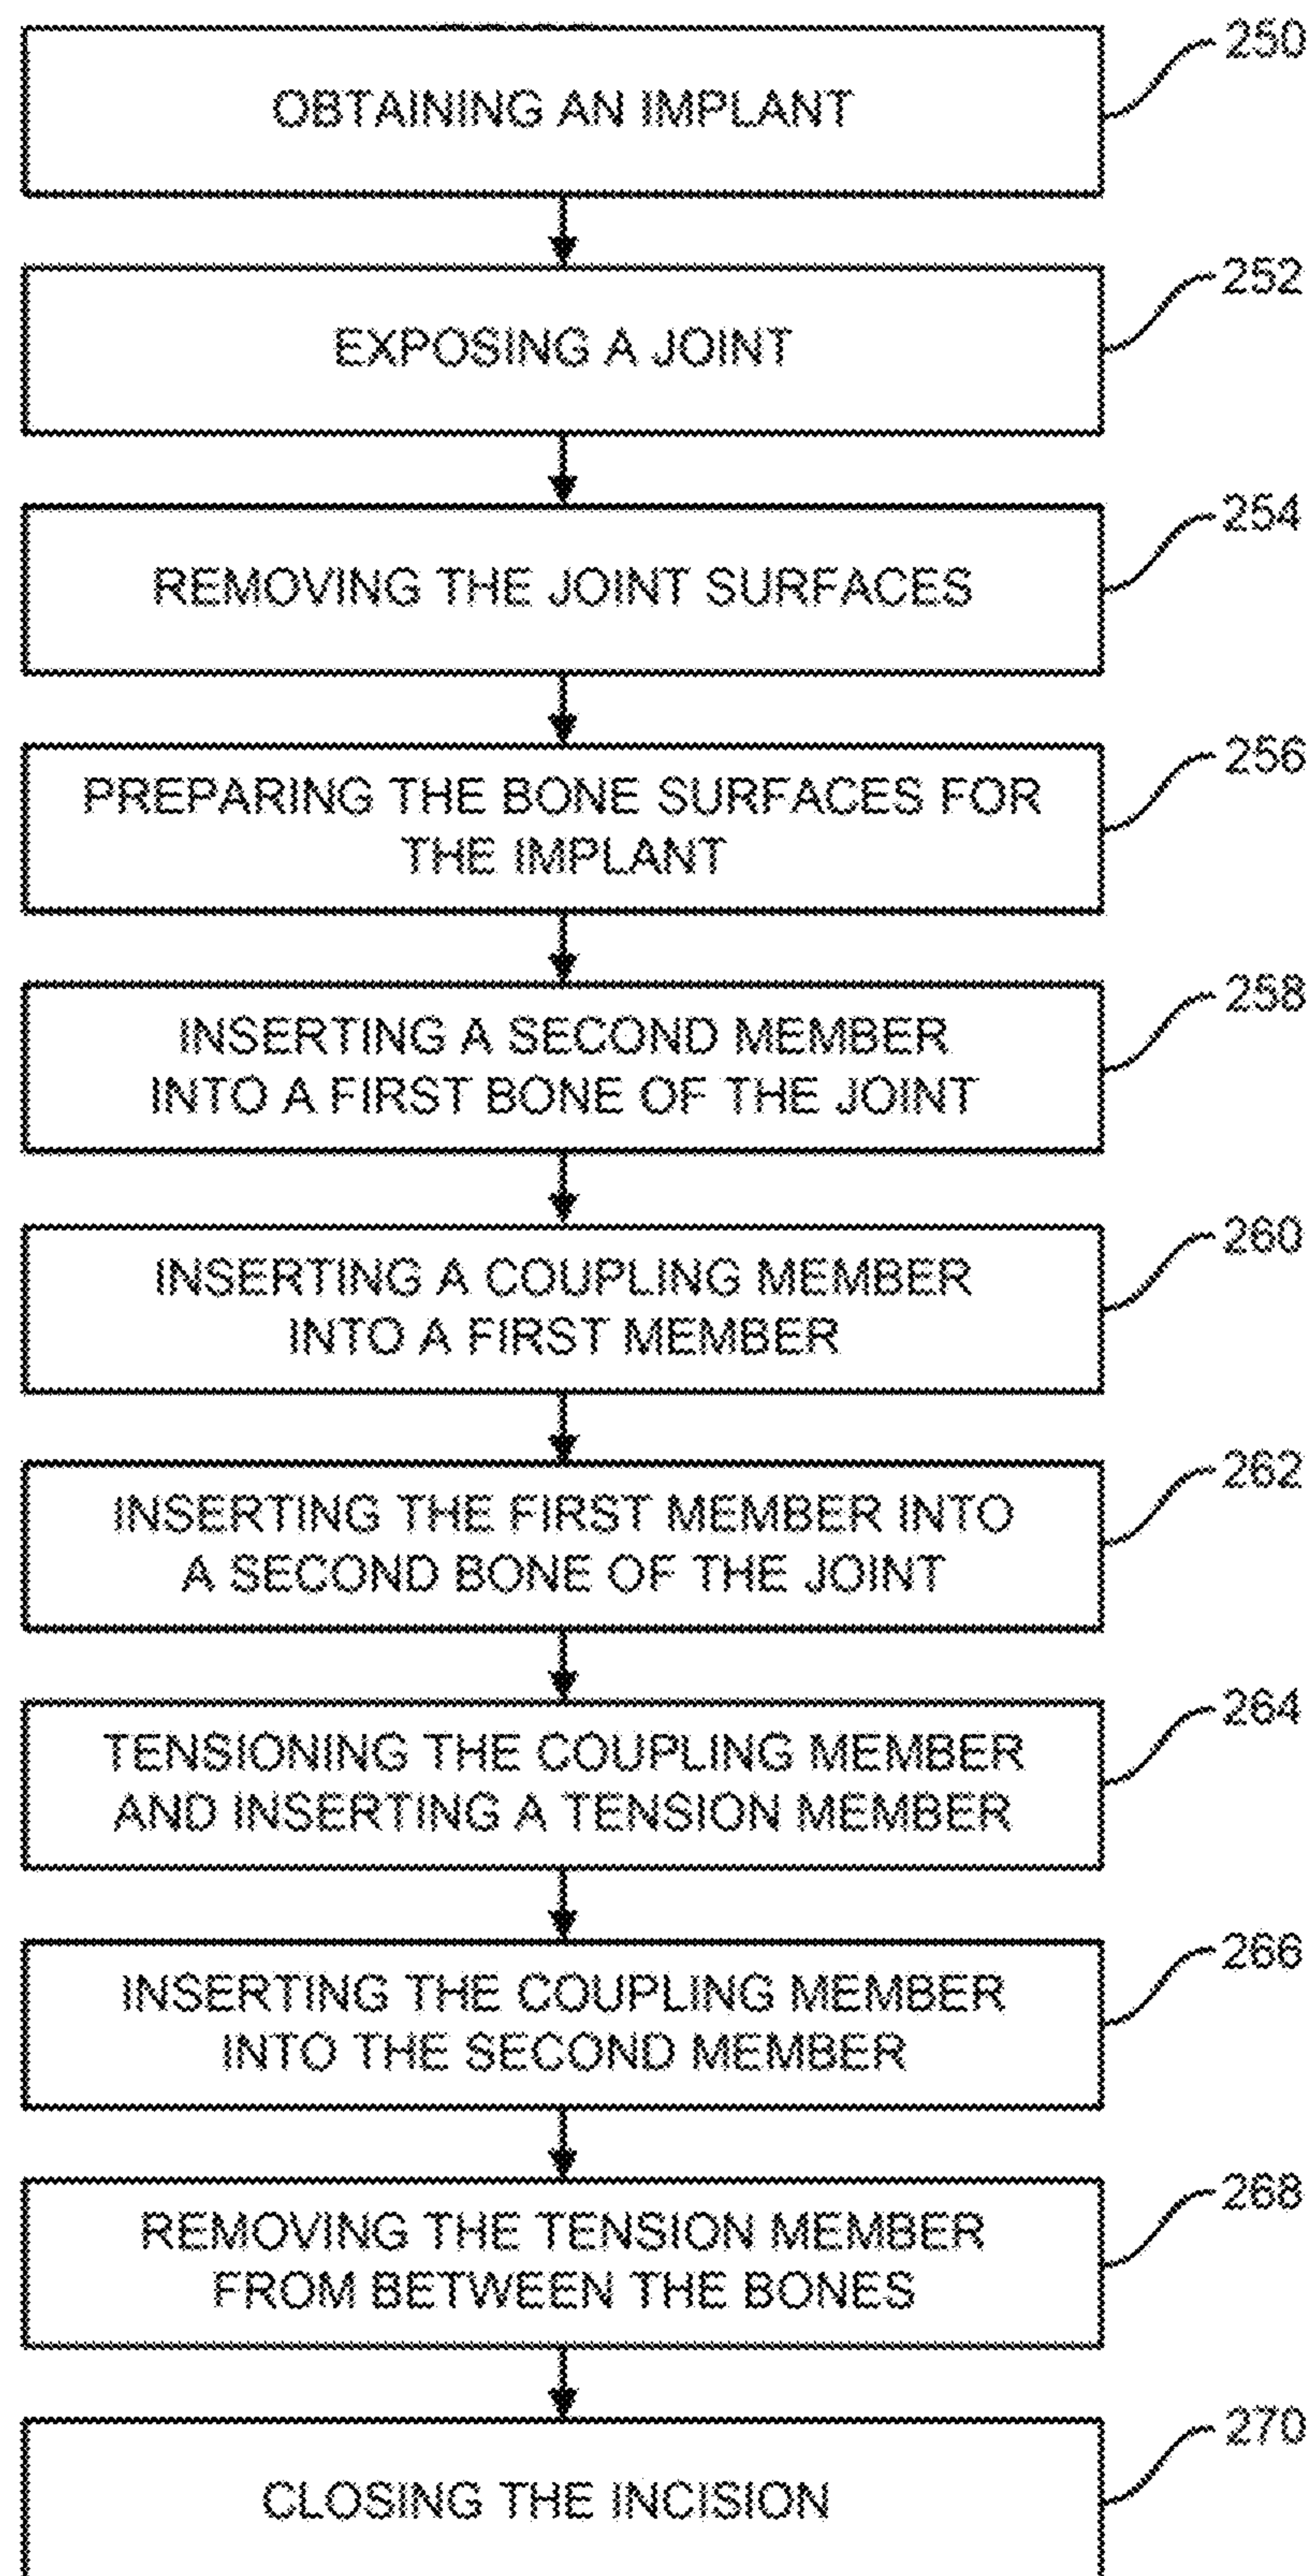 OBTAINING AN IMPLANT
250
EXPOSING A JOINT
252
REMOVING THE JOINT SURFACES
254
PREPARING THE BONE SURFACES FOR
THE IMPLANT
256
INSERTING A SECOND MEMBER
INTO A FIRST BONE OF THE JOINT
258
INSERTING A COUPLING MEMBER
INTO A FIRST MEMBER
260
INSERTING THE FIRST MEMBER INTO
A SECOND BONE OF THE JOINT
262
TENSIONING THE COUPLING MEMBER
AND INSERTING A TENSION MEMBER
264
INSERTING THE COUPLING MEMBER
INTO THE SECOND MEMBER
266
REMOVING THE TENSION MEMBER
FROM BETWEEN THE BONES
268
CLOSING THE INCISION
270